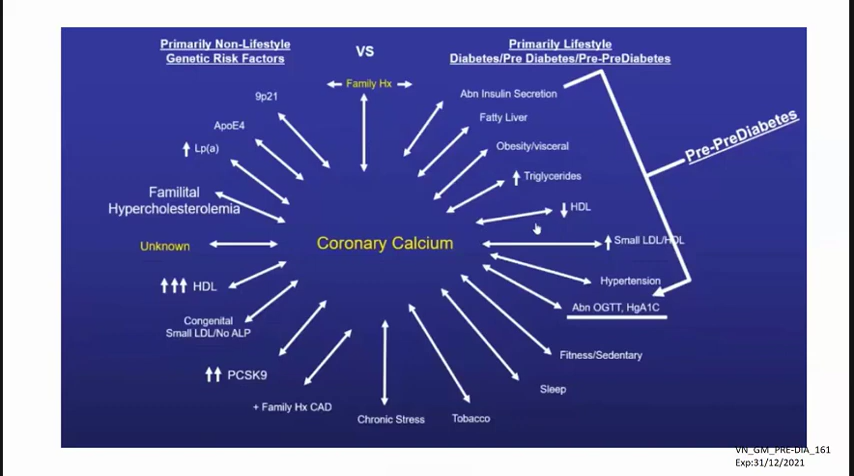 Primarily Non-Lifestyle
Genetic Risk Factors
VS
Primarily Lifestyle
Diabetes/Pre Diabetes/Pre-PreDiabetes
Family Hx
9p21
ApoE4
Lp(a)
Familital
Hypercholesterolemia
Unknown
HDL
Congenital
Small LDL/No ALP
PCSK9
+ Family Hx CAD
Chronic Stress
Tobacco
Sleep
Fitness/Sedentary
Abn OGTT, HgA1C
Hypertension
Small LDL/HDL
HDL
Triglycerides
Obesity/visceral
Fatty Liver
Abn Insulin Secretion
Pre-PreDiabetes
Coronary Calcium
VN_GM_PRE-DIA_161
Exp:31/12/2021